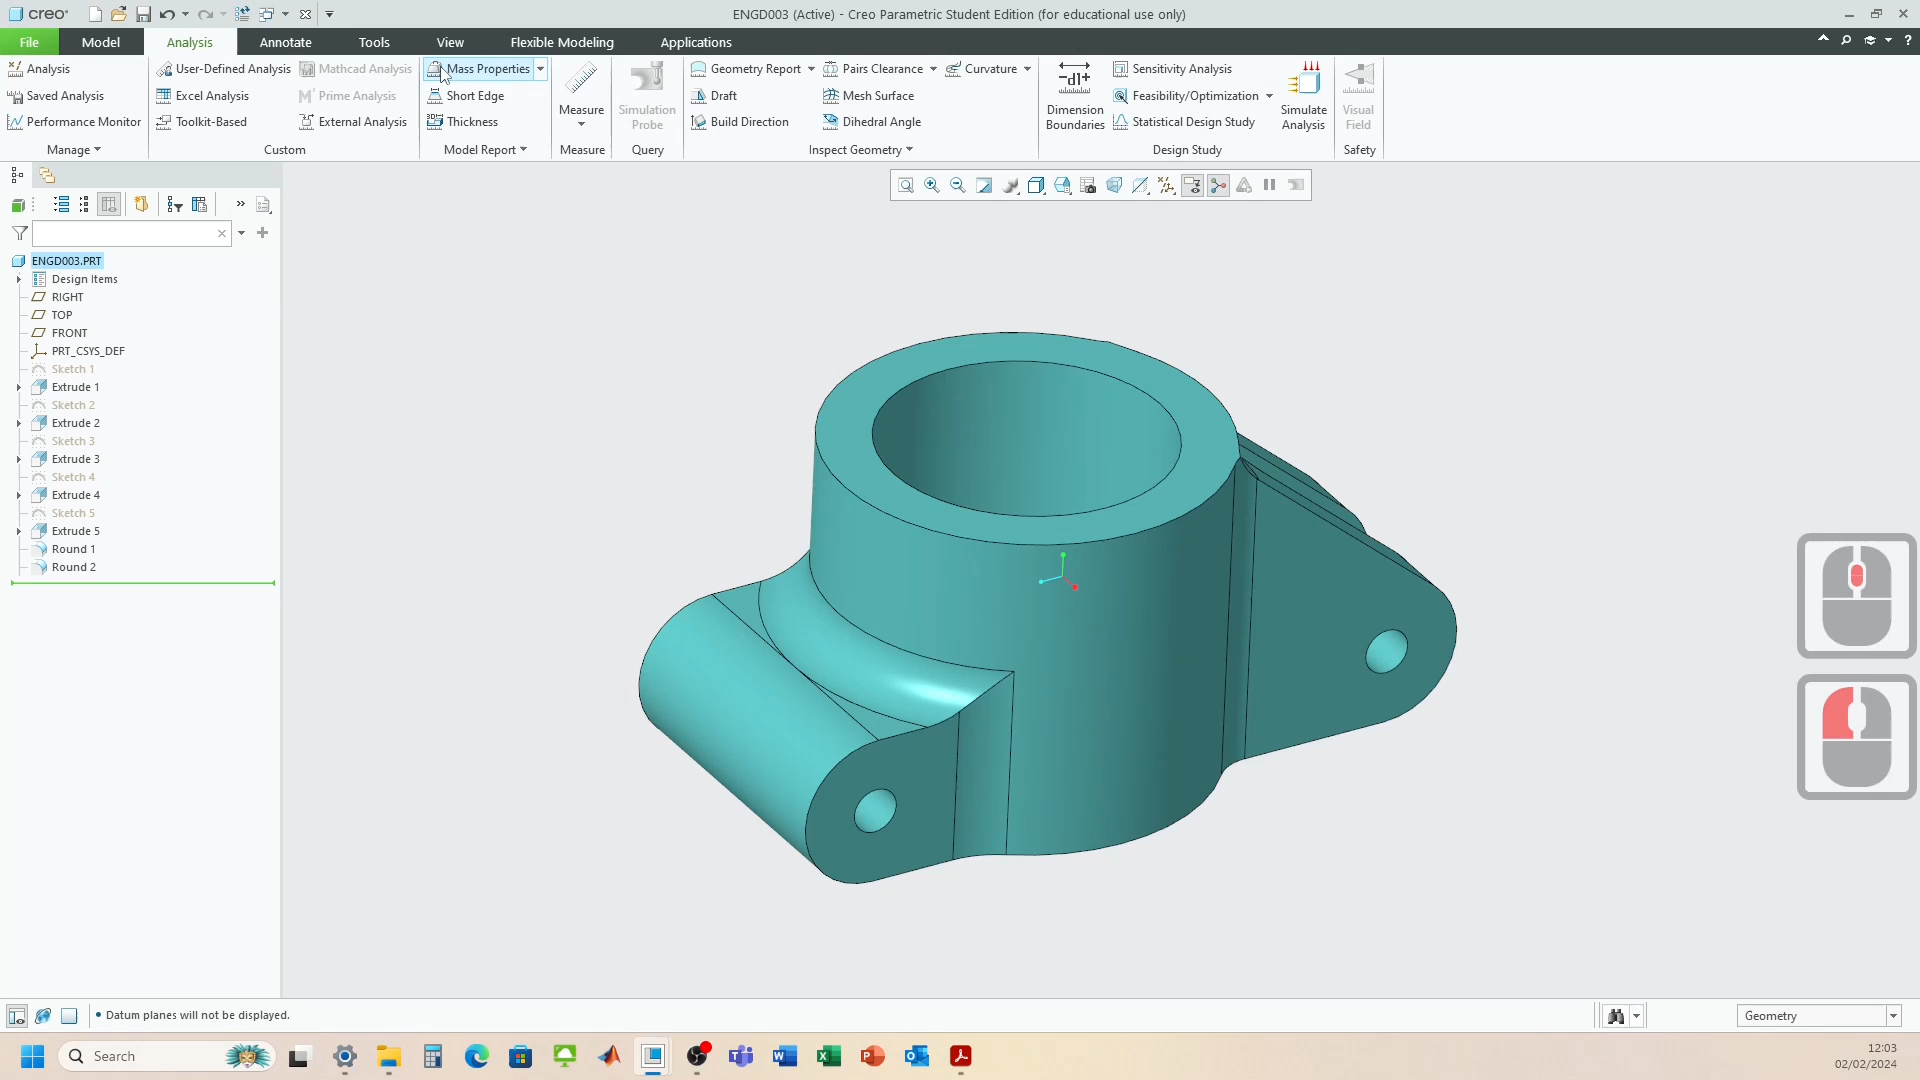 creo
ENGD003 (Active) - Creo Parametric Student Edition (for educational use only)
File Model Analysis Annotate Tools View Flexible Modeling Applications
Analysis
Saved Analysis
Performance Monitor
Manage
User-Defined Analysis
Excel Analysis
Toolkit-Based
Mathcad Analysis
Prime Analysis
External Analysis
Custom
Mass Properties
Short Edge
Thickness
Model Report
Measure
Measure
Simulation
Probe
Query
Geometry Report
Draft
Build Direction
Pairs Clearance
Mesh Surface
Dihedral Angle
Curvature
Inspect Geometry
Dimension
Boundaries
Sensitivity Analysis
Feasibility/Optimization
Statistical Design Study
Design Study
Simulate
Analysis
Visual
Field
Safety
ENGD003.PRT
Design Items
RIGHT
TOP
FRONT
PRT_CSYS_DEF
Sketch 1
Extrude 1
Sketch 2
Extrude 2
Sketch 3
Extrude 3
Sketch 4
Extrude 4
Sketch 5
Extrude 5
Round 1
Round 2
• Datum planes will not be displayed.
Geometry
Search
12:03
02/02/2024